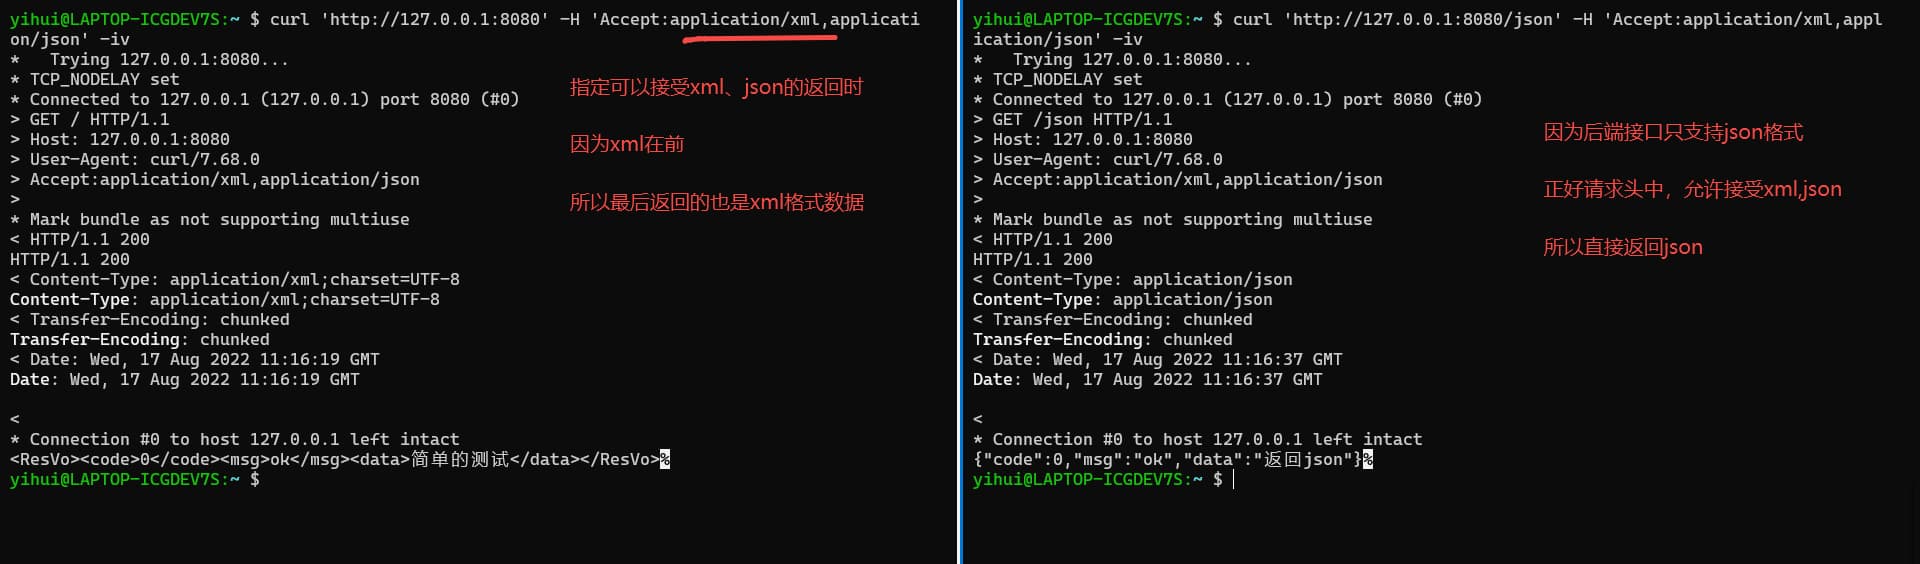 yihui@LAPTOP-ICGDEV7S:~ $ curl 'http://127.0.0.1:8080' -H 'Accept:application/xml,applicati
on/json' -iv
*   Trying 127.0.0.1:8080...
* TCP_NODELAY set
* Connected to 127.0.0.1 (127.0.0.1) port 8080 (#0)
> GET / HTTP/1.1
> Host: 127.0.0.1:8080
> User-Agent: curl/7.68.0
> Accept:application/xml,application/json
>
* Mark bundle as not supporting multiuse
< HTTP/1.1 200
HTTP/1.1 200
< Content-Type: application/xml;charset=UTF-8
Content-Type: application/xml;charset=UTF-8
< Transfer-Encoding: chunked
Transfer-Encoding: chunked
< Date: Wed, 17 Aug 2022 11:16:19 GMT
Date: Wed, 17 Aug 2022 11:16:19 GMT
<
* Connection #0 to host 127.0.0.1 left intact
<ResVo><code>0</code><msg>ok</msg><data>简单的测试</data></ResVo>%
yihui@LAPTOP-ICGDEV7S:~ $
指定可以接受xml、json的返回时
因为xml在前
所以最后返回的也是xml格式数据
yihui@LAPTOP-ICGDEV7S:~ $ curl 'http://127.0.0.1:8080/json' -H 'Accept:application/xml,appl
ication/json' -iv
*   Trying 127.0.0.1:8080...
* TCP_NODELAY set
* Connected to 127.0.0.1 (127.0.0.1) port 8080 (#0)
> GET /json HTTP/1.1
> Host: 127.0.0.1:8080
> User-Agent: curl/7.68.0
> Accept:application/xml,application/json
>
* Mark bundle as not supporting multiuse
< HTTP/1.1 200
HTTP/1.1 200
< Content-Type: application/json
Content-Type: application/json
< Transfer-Encoding: chunked
Transfer-Encoding: chunked
< Date: Wed, 17 Aug 2022 11:16:37 GMT
Date: Wed, 17 Aug 2022 11:16:37 GMT
<
* Connection #0 to host 127.0.0.1 left intact
{"code":0,"msg":"ok","data":"返回json"}%
yihui@LAPTOP-ICGDEV7S:~ $
因为后端接口只支持json格式
正好请求头中，允许接受xml,json
所以直接返回json